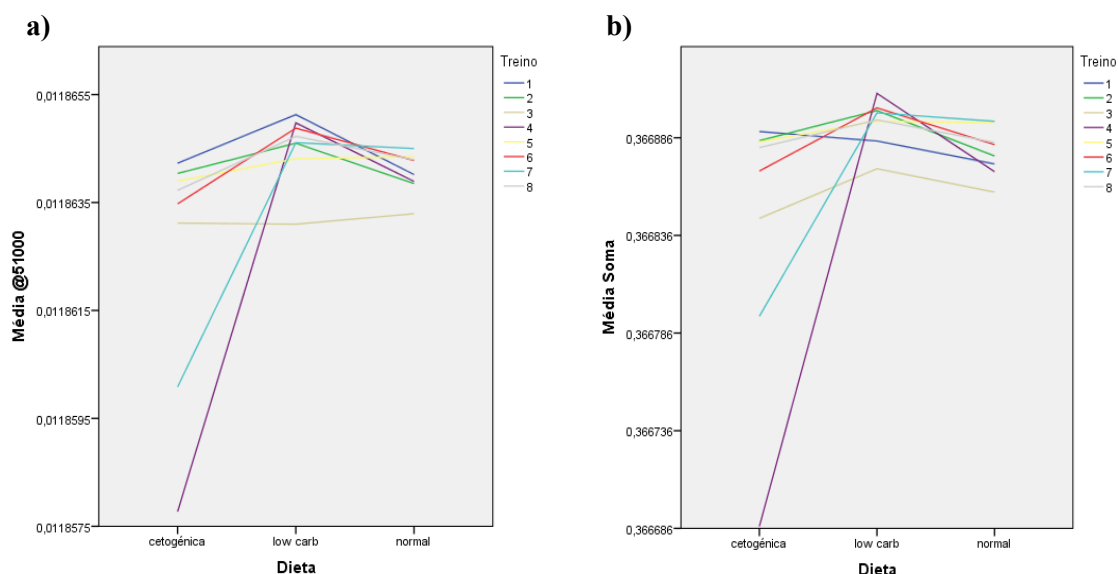 a)
Treino
1
2
3
4
5
6
7
8
0,0118655
0,0118635
0,0118615
0,0118595
0,0118575
Média @51000
cetogénica low carb normal
Dieta
b)
Treino
1
2
3
4
5
6
7
8
0,366886
0,366836
0,366786
0,366736
0,366686
Média Soma
cetogénica low carb normal
Dieta